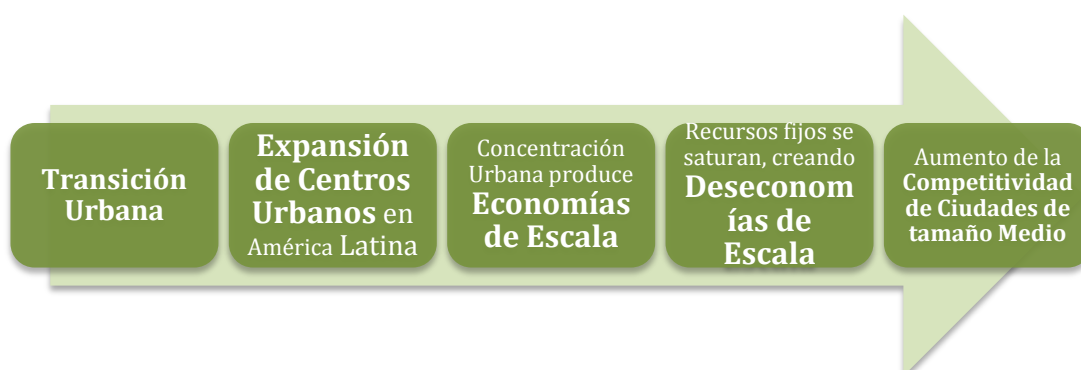 Transición
Urbana
Expansión
de Centros
Urbanos en
América Latina
Concentración
Urbana produce
Economías
de Escala
Recursos fijos se
saturan, creando
Deseconom
ías de
Escala
Aumento de la
Competitividad
de Ciudades de
tamaño Medio